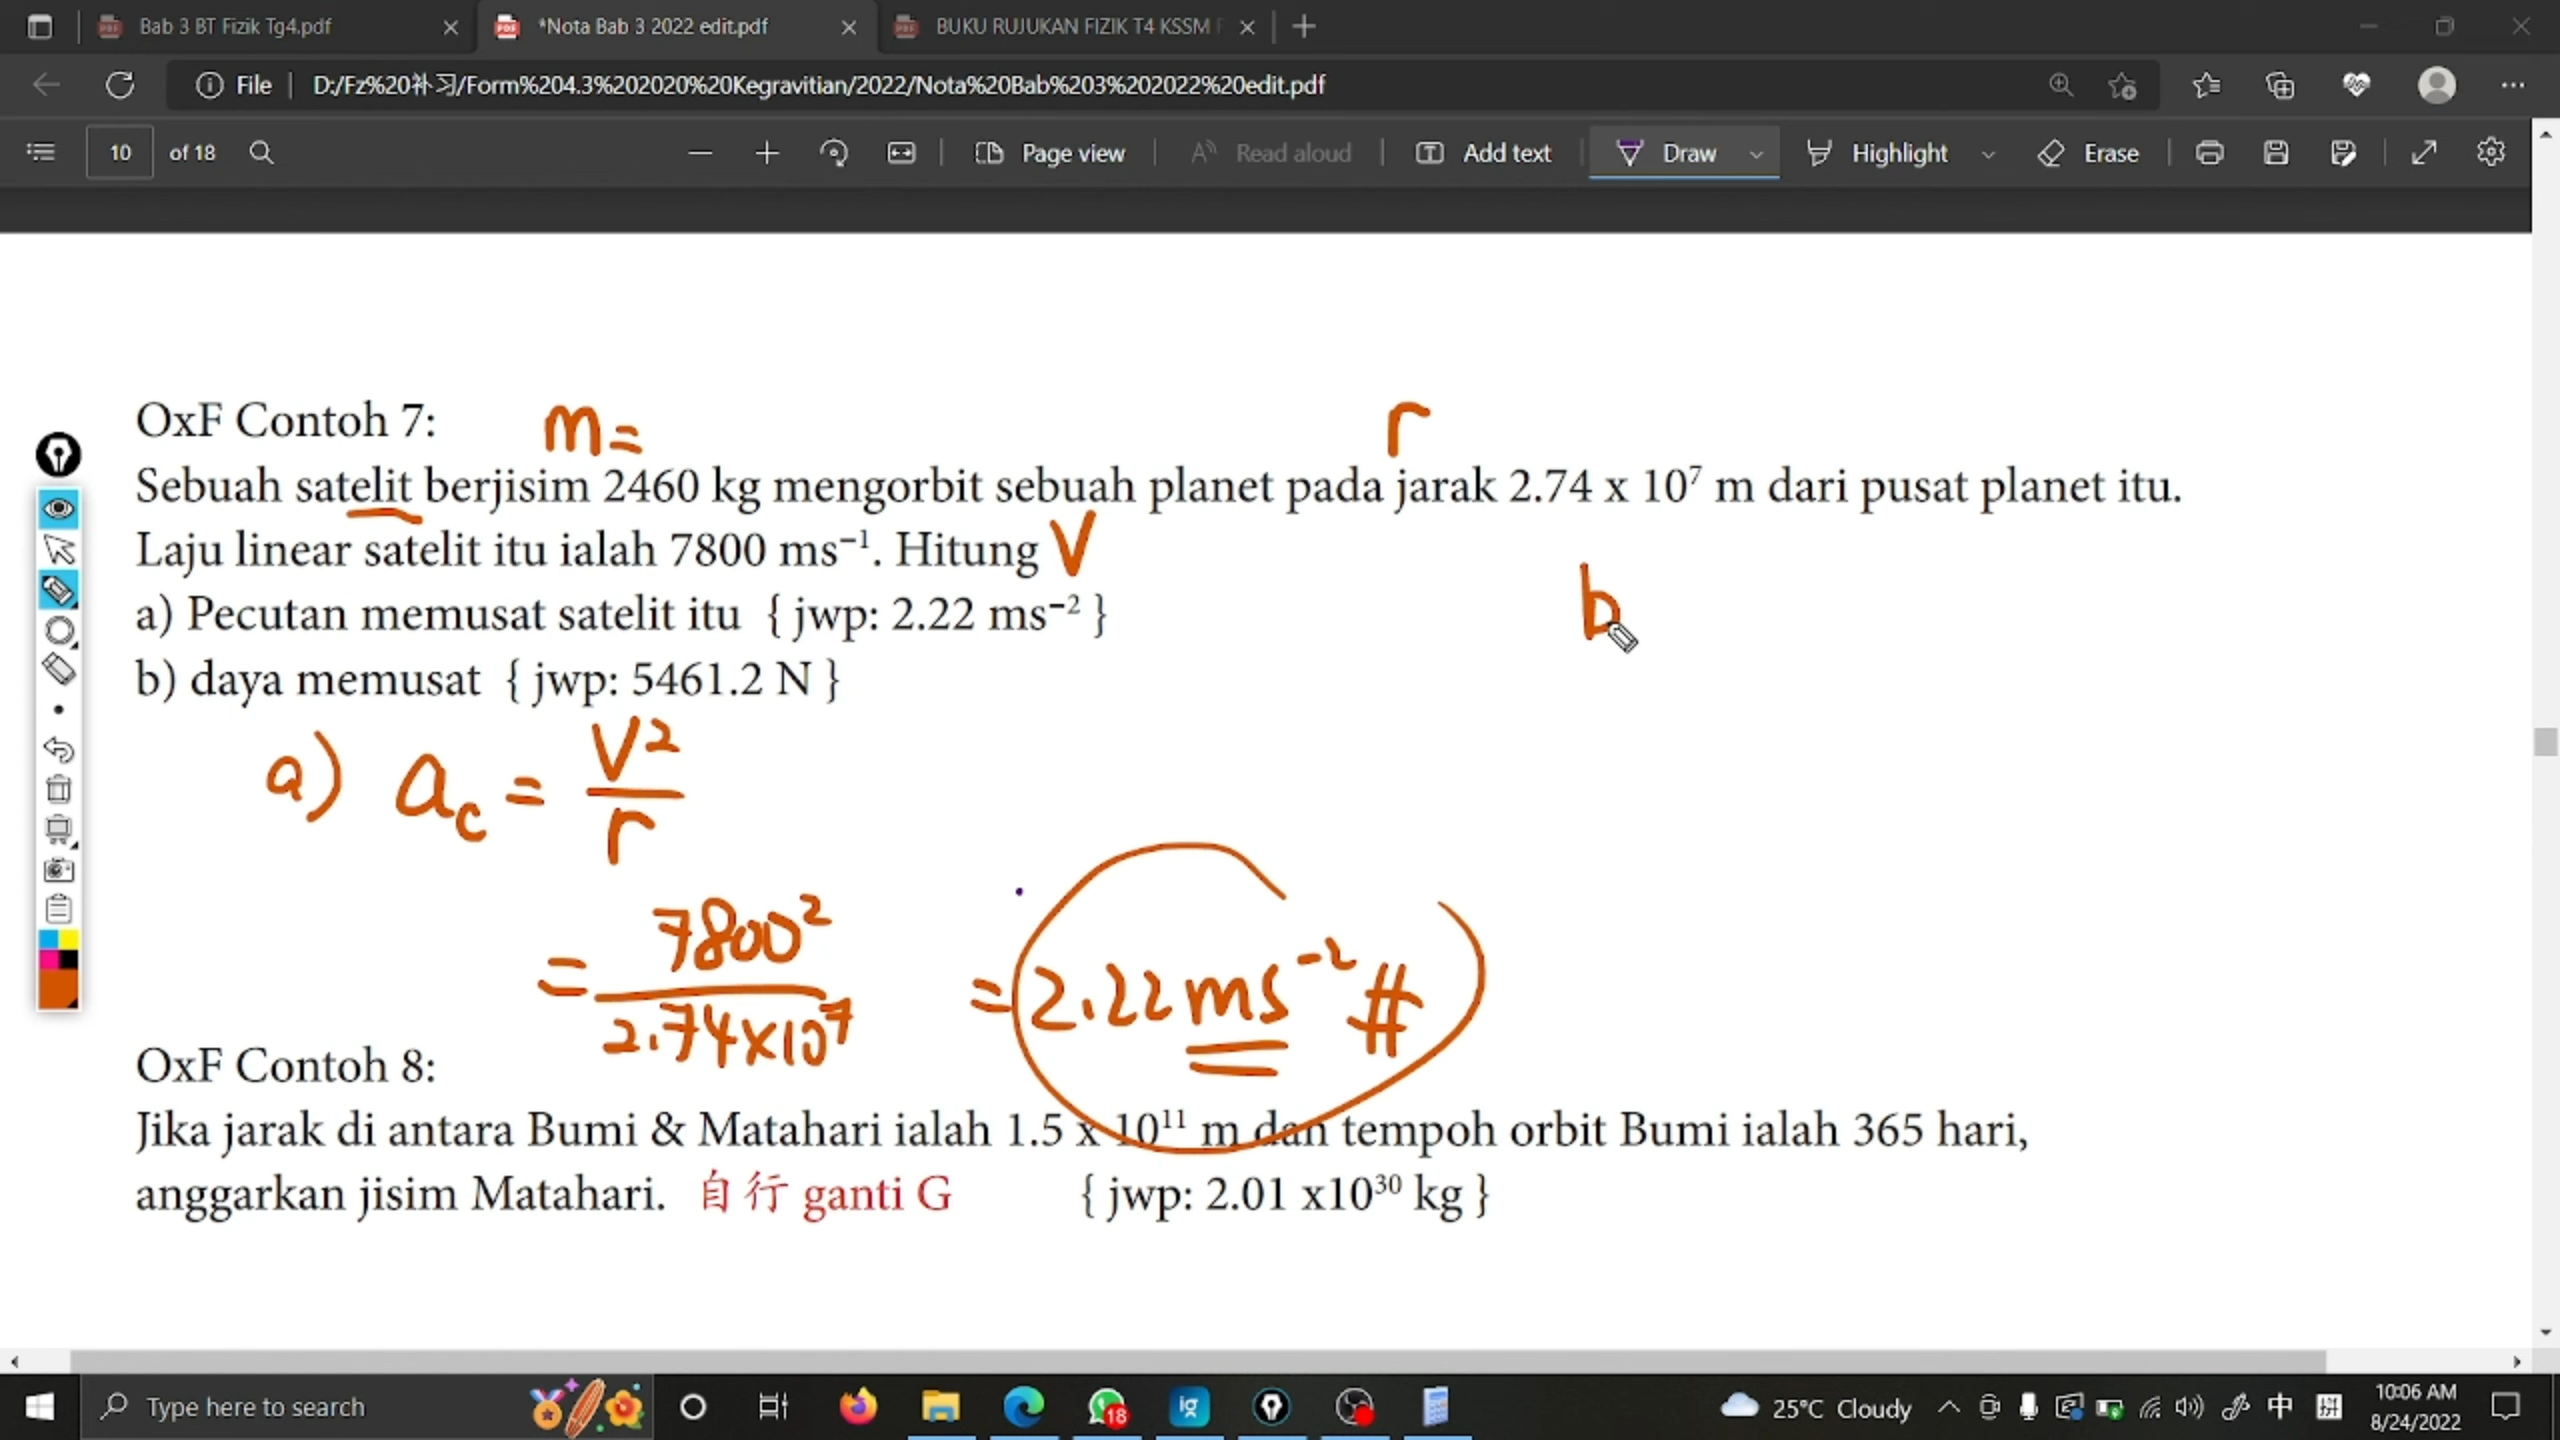 Bab 3 BT Fizik Tg4.pdf
*Nota Bab 3 2022 edit.pdf
BUKU RUJUKAN FIZIK T4 KSSM
File
D:/Fz%20补习/Form%204.3%202020%20Kegravitian/2022/Nota%20Bab%203%202022%20edit.pdf
10 of 18
Page view
Read aloud
Add text
Draw
Highlight
Erase
OxF Contoh 7:
m=
r
Sebuah satelit berjisim 2460 kg mengorbit sebuah planet pada jarak 2.74 x 10⁷ m dari pusat planet itu.
Laju linear satelit itu ialah 7800 ms⁻¹. Hitung V
a) Pecutan memusat satelit itu { jwp: 2.22 ms⁻² }
b
b) daya memusat { jwp: 5461.2 N }
a) a_c = V²/r
= 7800²/2.74×10⁷ = 2.22 ms⁻² #
OxF Contoh 8:
Jika jarak di antara Bumi & Matahari ialah 1.5 x 10¹¹ m dan tempoh orbit Bumi ialah 365 hari,
anggarkan jisim Matahari. 自行 ganti G { jwp: 2.01 x10³⁰ kg }
Type here to search
18
ig
25°C Cloudy
中
拼
10:06 AM
8/24/2022